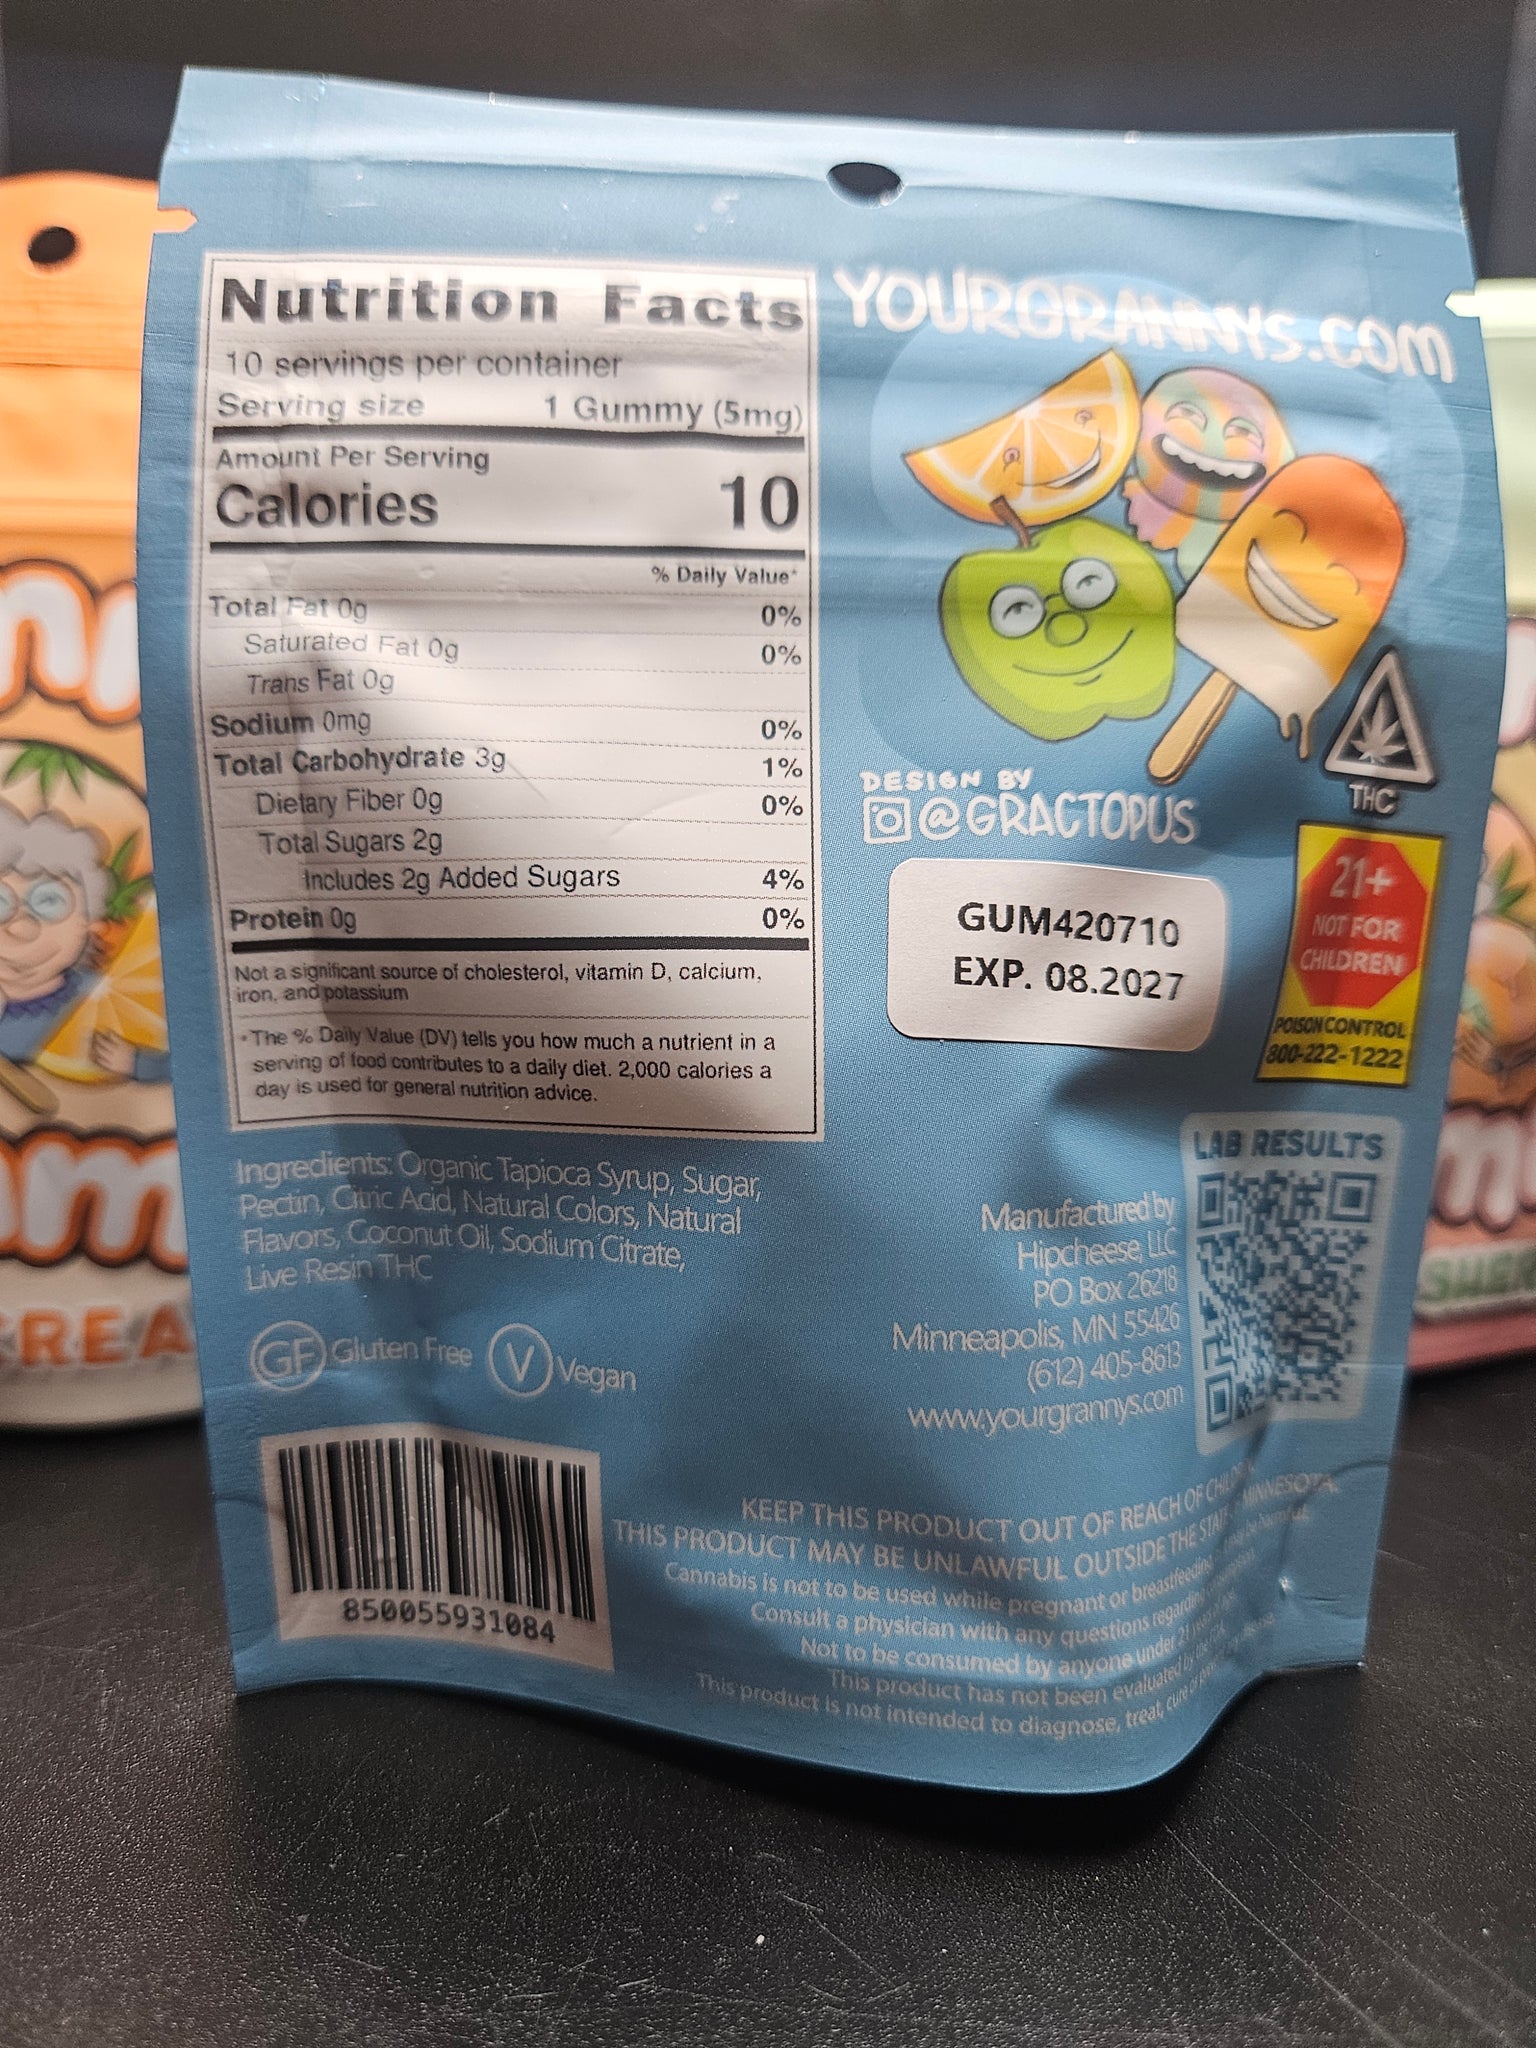 Nutrition Facts
10 servings per container
Serving size 1 Gummy (5mg)
Amount Per Serving
Calories 10
% Daily Value*
Total Fat 0g 0%
Saturated Fat 0g 0%
Trans Fat 0g
Sodium 0mg 0%
Total Carbohydrate 3g 1%
Dietary Fiber 0g 0%
Total Sugars 2g
Includes 2g Added Sugars 4%
Protein 0g 0%
Not a significant source of cholesterol, vitamin D, calcium,
iron, and potassium
*The % Daily Value (DV) tells you how much a nutrient in a
serving of food contributes to a daily diet. 2,000 calories a
day is used for general nutrition advice.
Ingredients: Organic Tapioca Syrup, Sugar,
Pectin, Citric Acid, Natural Colors, Natural
Flavors, Coconut Oil, Sodium Citrate,
Live Resin THC
GF Gluten Free V Vegan
850055931084
YOURGRANNYS.COM
THC
DESIGN BY
@GRACTOPUS
GUM420710
EXP. 08.2027
21+
NOT FOR
CHILDREN
POISON CONTROL
800-222-1222
LAB RESULTS
Manufactured by
Hipcheese, LLC
PO Box 26218
Minneapolis, MN 55426
(612) 405-8613
www.yourgrannys.com
KEEP THIS PRODUCT OUT OF REACH OF
THIS PRODUCT MAY BE UNLAWFUL OUTSIDE THE STATE MINNESOTA.
Cannabis is not to be used while pregnant or breastfeeding
Consult a physician with any questions regarding
Not to be consumed by anyone under 21
This product has not been evaluated by the
This product is not intended to diagnose, treat, cure or
CREA
SHER